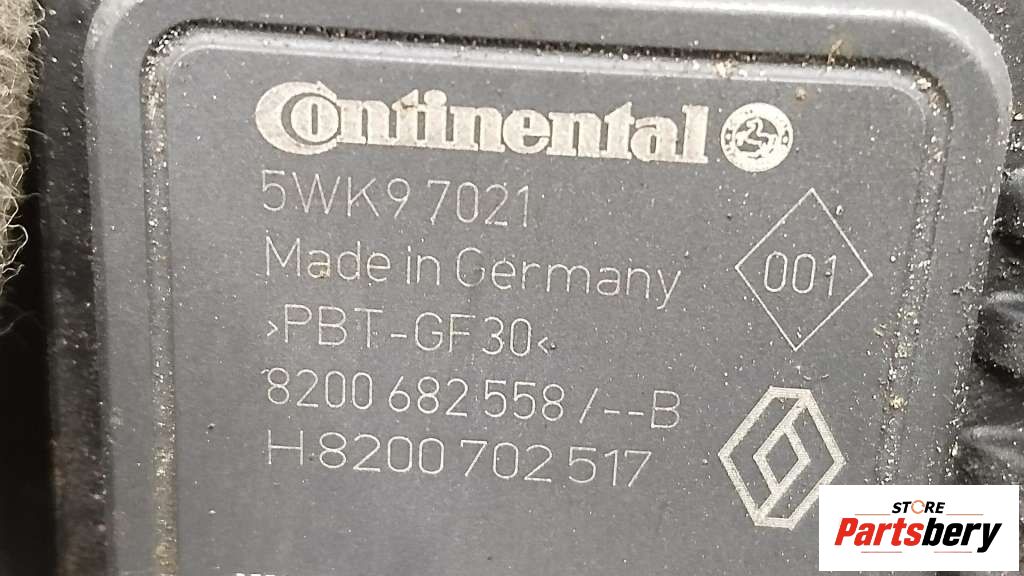 Continental
5WK9 7021
Made in Germany
001
>PBT-GF30<
8200 682 558 /--B
H:8200 702 517
STORE
Partsbery